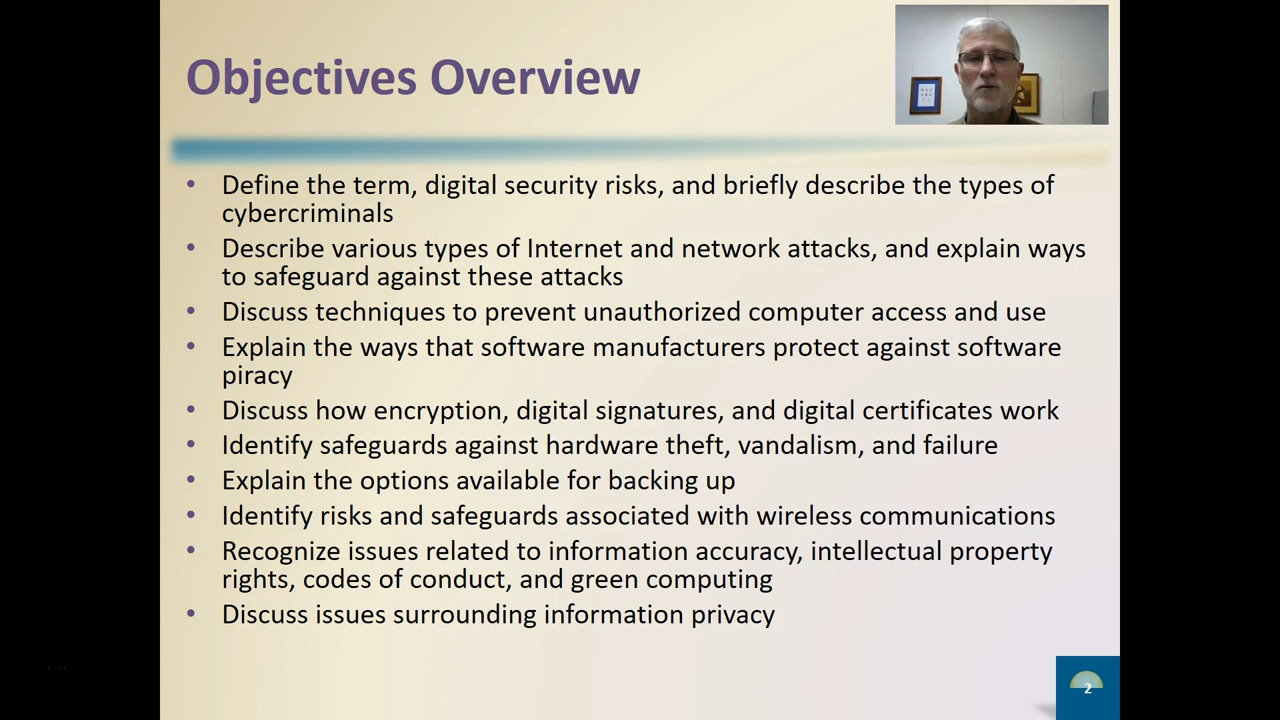 Objectives Overview
• Define the term, digital security risks, and briefly describe the types of
cybercriminals
• Describe various types of Internet and network attacks, and explain ways
to safeguard against these attacks
• Discuss techniques to prevent unauthorized computer access and use
• Explain the ways that software manufacturers protect against software
piracy
• Discuss how encryption, digital signatures, and digital certificates work
• Identify safeguards against hardware theft, vandalism, and failure
• Explain the options available for backing up
• Identify risks and safeguards associated with wireless communications
• Recognize issues related to information accuracy, intellectual property
rights, codes of conduct, and green computing
• Discuss issues surrounding information privacy
2